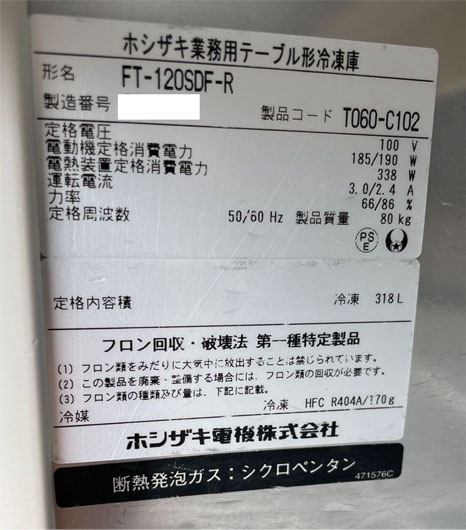 ホシザキ業務用テーブル形冷凍庫
形名 FT-120SDF-R
製造番号
製品コード T060-C102
定格電圧 100 V
電動機定格消費電力 185/190 W
電熱装置定格消費電力 338 W
運転電流 3.0/2.4 A
力率 66/86 %
定格周波数 50/60 Hz 製品質量 80 kg
PS
E
定格内容積 冷凍 318 L
フロン回収・破壊法 第一種特定製品
(1) フロン類をみだりに大気中に放出することは禁じられています。
(2) この製品を廃棄・整備する場合には、フロン類の回収が必要です。
(3) フロン類の種類及び量は、下記に記載。
冷媒 冷凍 HFC R404A/170g
ホシザキ電機株式会社
断熱発泡ガス：シクロペンタン
471576C